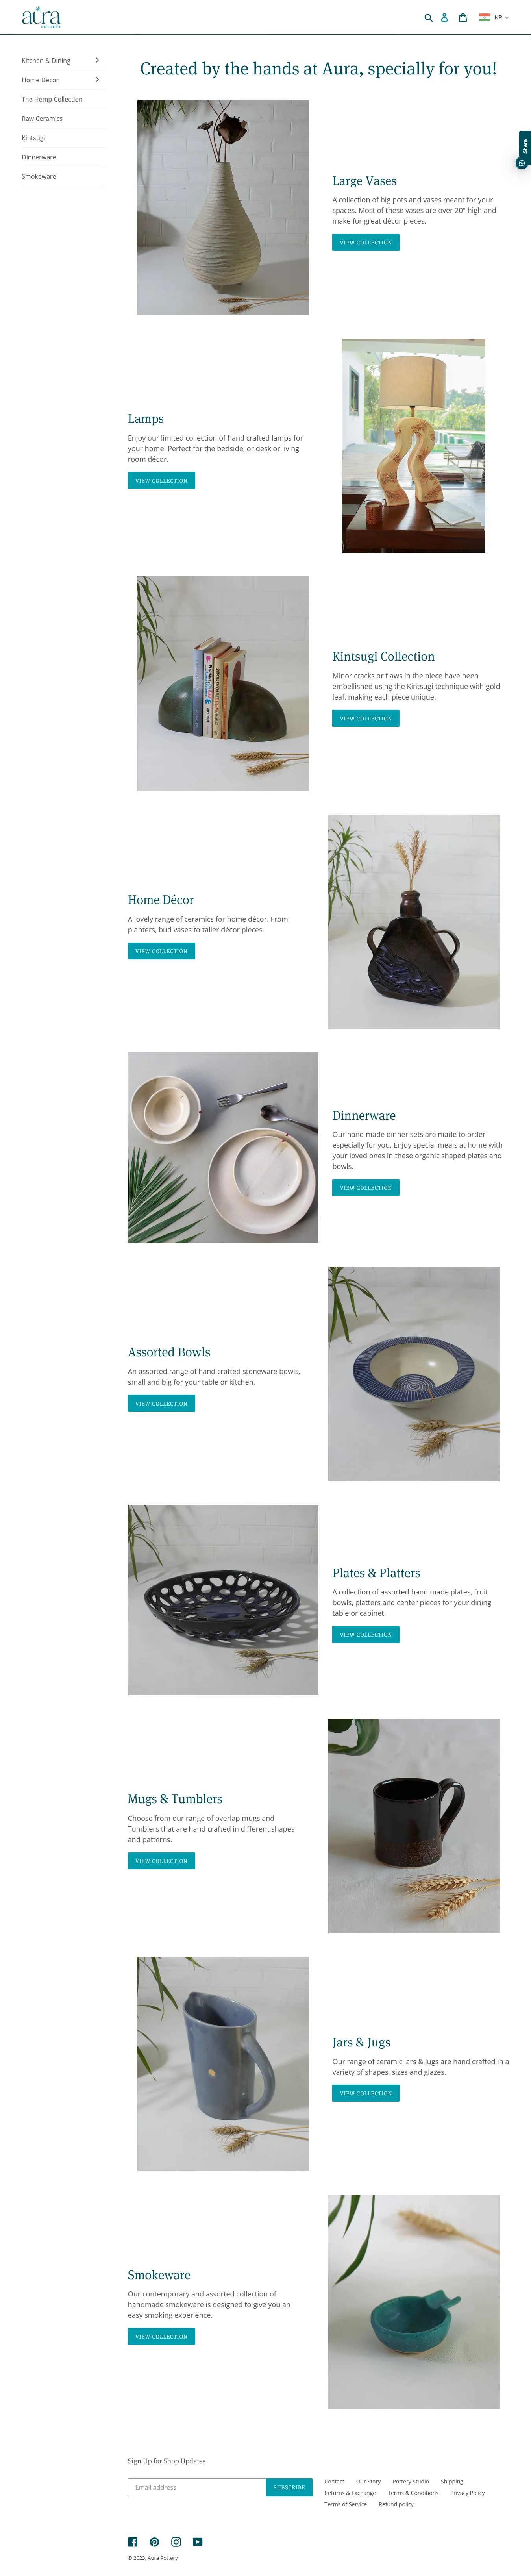 aura
POTTERY
INR
Kitchen & Dining
Home Decor
The Hemp Collection
Raw Ceramics
Kintsugi
Dinnerware
Smokeware
Share
Created by the hands at Aura, specially for you!
Large Vases
A collection of big pots and vases meant for your
spaces. Most of these vases are over 20" high and
make for great décor pieces.
VIEW COLLECTION
Lamps
Enjoy our limited collection of hand crafted lamps for
your home! Perfect for the bedside, or desk or living
room décor.
VIEW COLLECTION
Kintsugi Collection
Minor cracks or flaws in the piece have been
embellished using the Kintsugi technique with gold
leaf, making each piece unique.
VIEW COLLECTION
Home Décor
A lovely range of ceramics for home décor. From
planters, bud vases to taller décor pieces.
VIEW COLLECTION
Dinnerware
Our hand made dinner sets are made to order
especially for you. Enjoy special meals at home with
your loved ones in these organic shaped plates and
bowls.
VIEW COLLECTION
Assorted Bowls
An assorted range of hand crafted stoneware bowls,
small and big for your table or kitchen.
VIEW COLLECTION
Plates & Platters
A collection of assorted hand made plates, fruit
bowls, platters and center pieces for your dining
table or cabinet.
VIEW COLLECTION
Mugs & Tumblers
Choose from our range of overlap mugs and
Tumblers that are hand crafted in different shapes
and patterns.
VIEW COLLECTION
Jars & Jugs
Our range of ceramic Jars & Jugs are hand crafted in a
variety of shapes, sizes and glazes.
VIEW COLLECTION
Smokeware
Our contemporary and assorted collection of
handmade smokeware is designed to give you an
easy smoking experience.
VIEW COLLECTION
Sign Up for Shop Updates
Email address
SUBSCRIBE
Contact Our Story Pottery Studio Shipping
Returns & Exchange Terms & Conditions Privacy Policy
Terms of Service Refund policy
© 2023, Aura Pottery